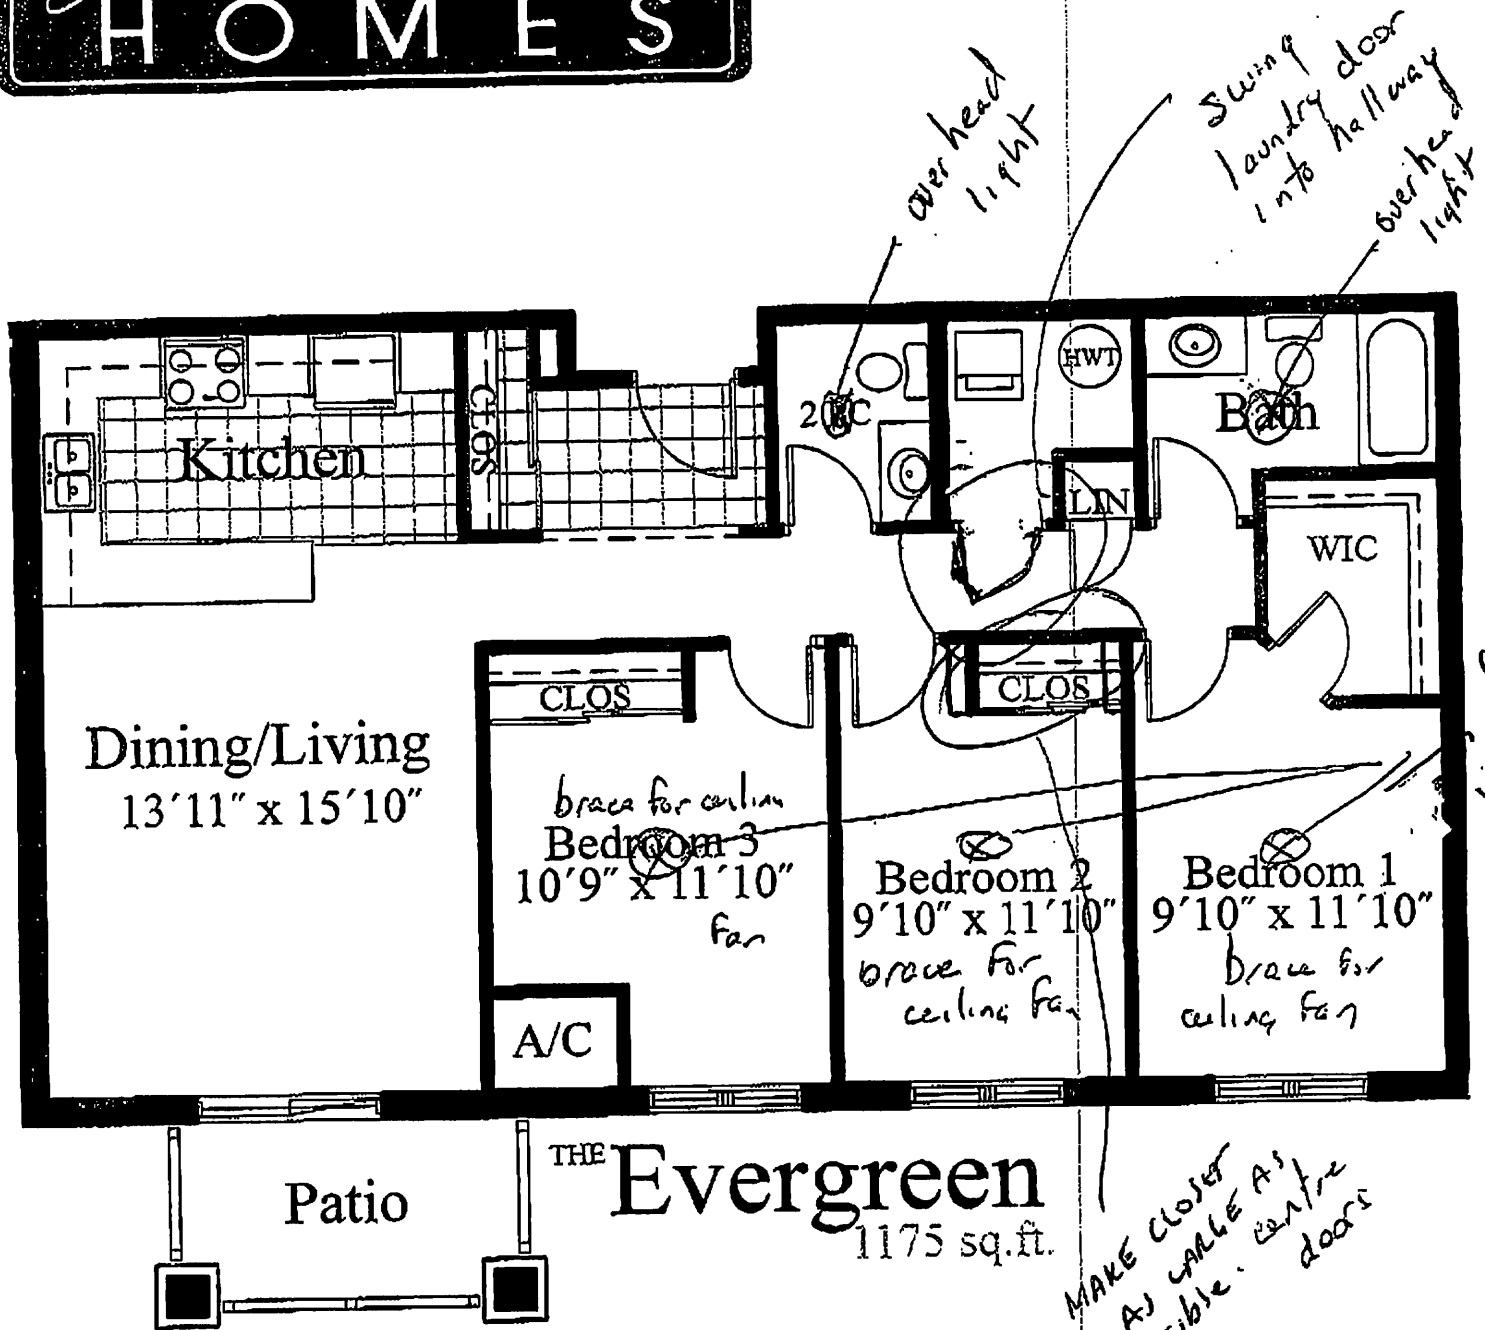 HOMES
over head
light
swing
laundry door
into hallway
overhead
light
HWT
2PC
Bath
CLOS
Kitchen
LIN
WIC
CLOS
CLOS
Dining/Living
13'11" x 15'10"
brace for ceiling
Bedroom 3
10'9" x 11'10"
fan
Bedroom 2
9'10" x 11'10"
brace for
ceiling fan
Bedroom 1
9'10" x 11'10"
brace for
ceiling fan
A/C
THE Evergreen
1175 sq.ft.
Patio
MAKE CLOSET
AS LARGE AS
centre
doors